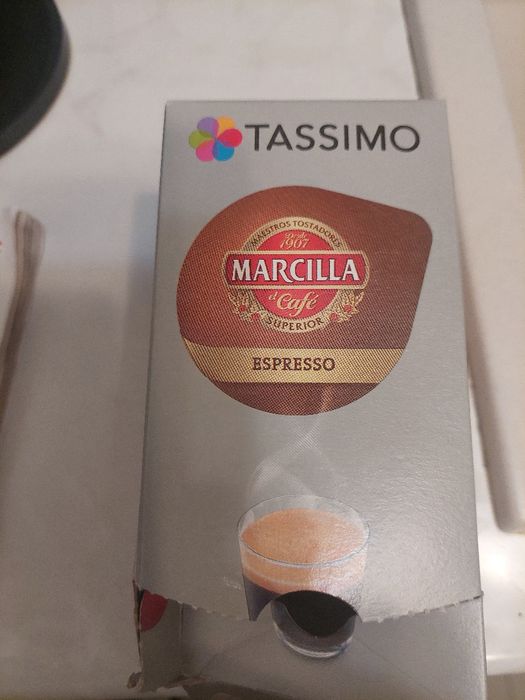 TASSIMO
MAESTROS TOSTADORES
Desde
1907
MARCILLA
el Café
SUPERIOR
ESPRESSO